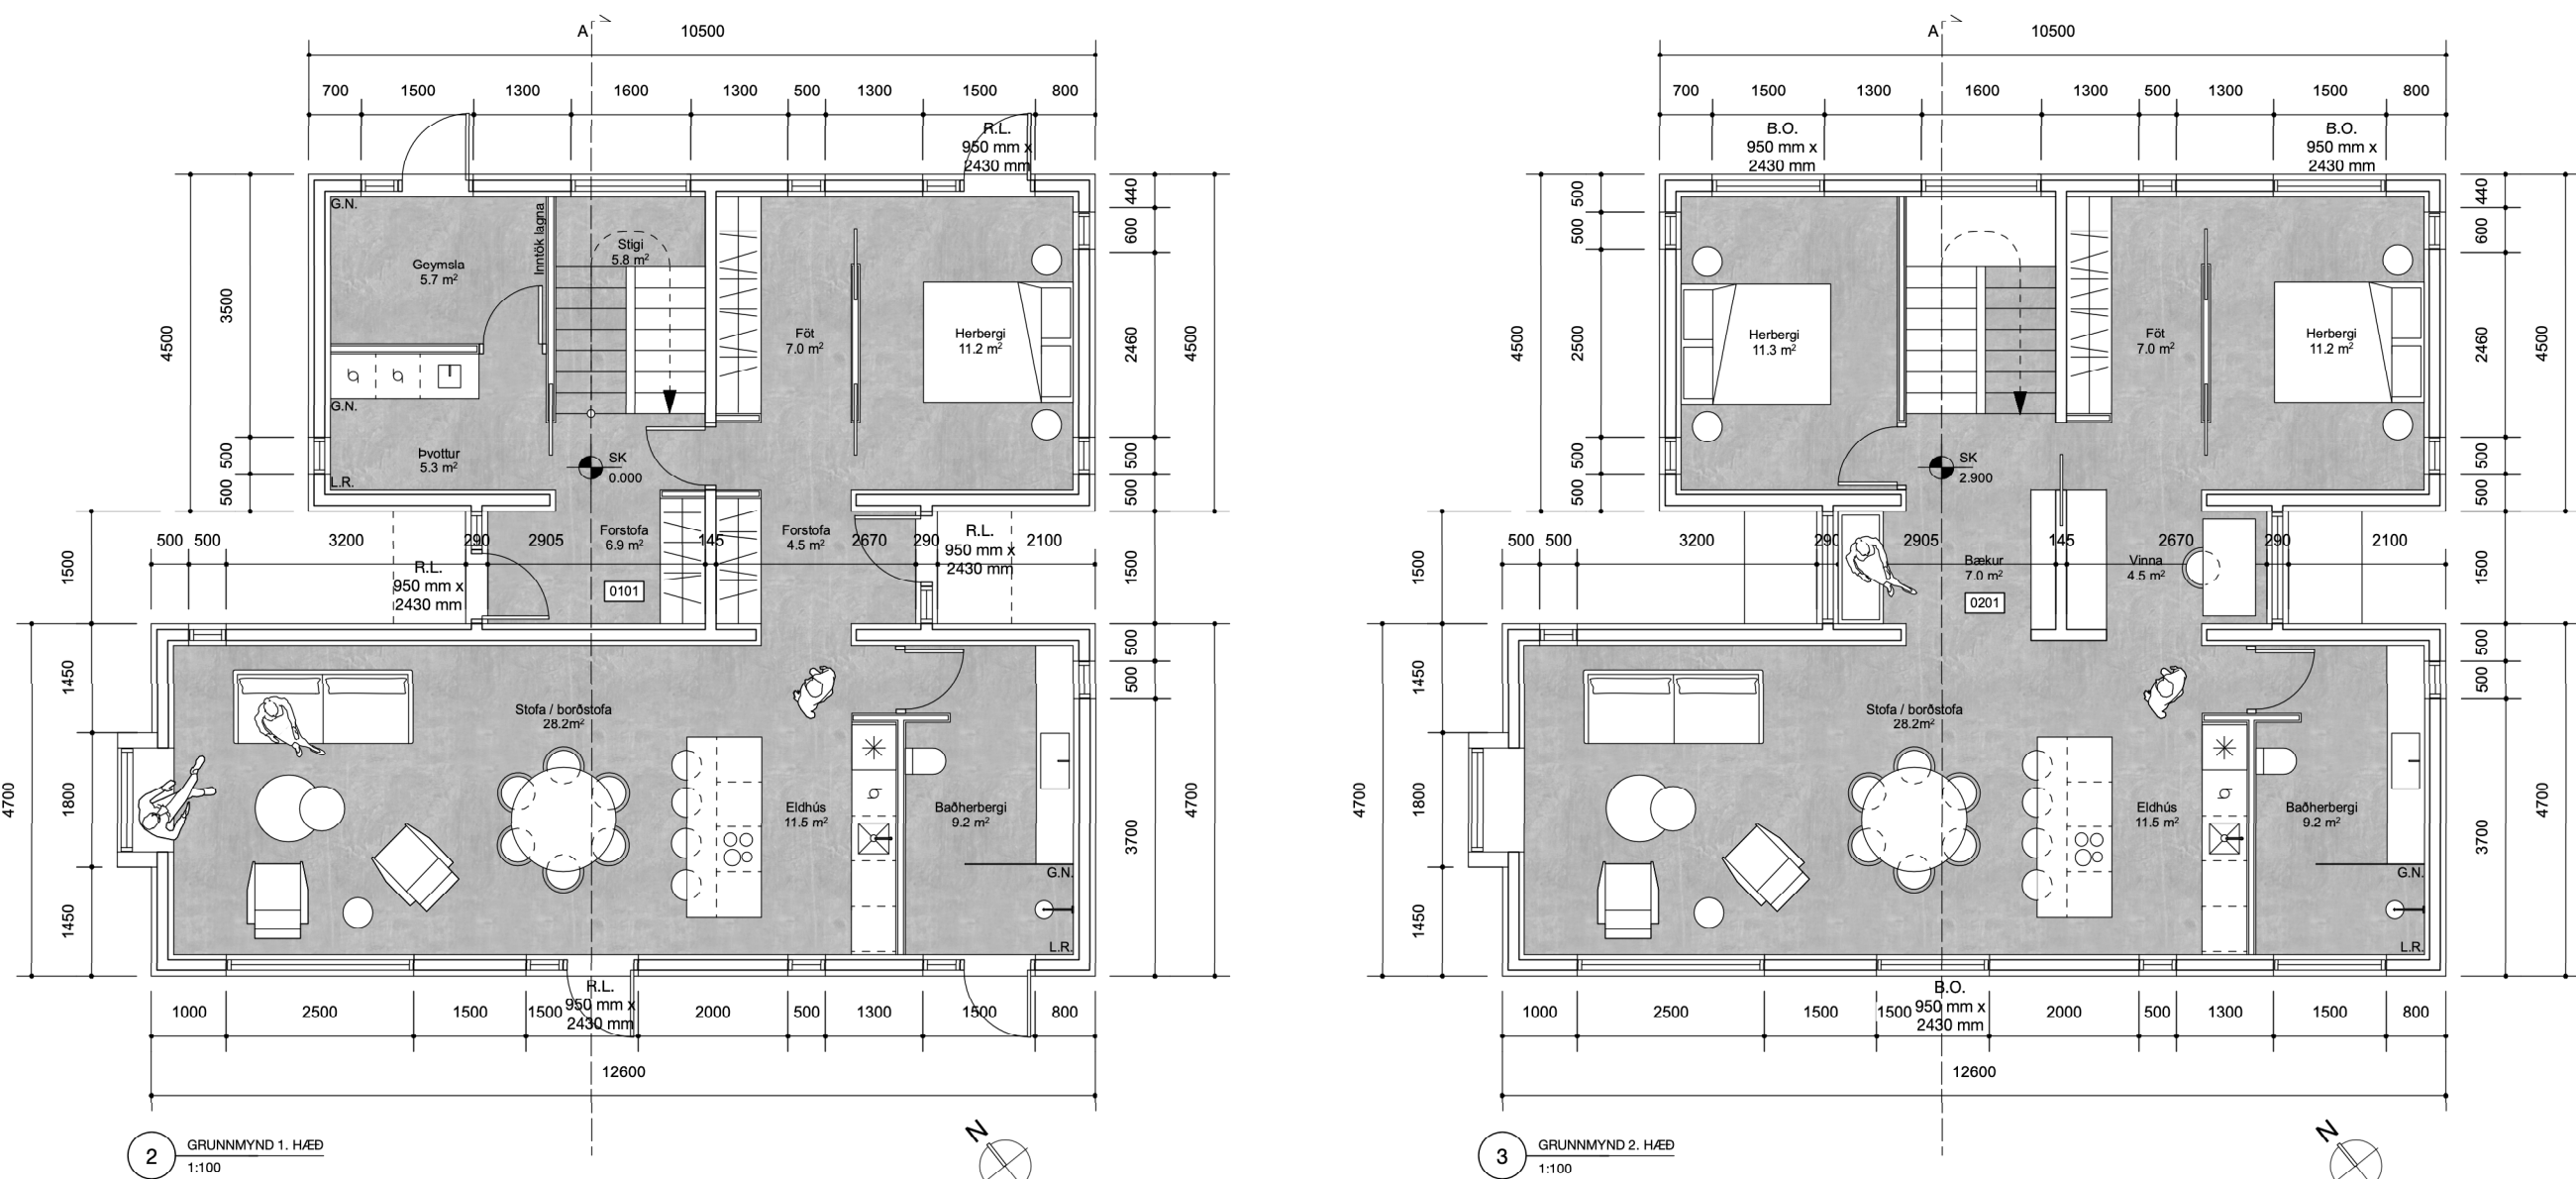 A
10500
700 1500 1300 1600 1300 500 1300 1500 800
R.L.
950 mm x
2430 mm
G.N.
Inntök lagna
Stigi
5.8 m²
Geymsla
5.7 m²
Föt
7.0 m²
Herbergi
11.2 m²
G.N.
Þvottur
5.3 m²
L.R.
SK
0.000
440
600
2460
4500
500
500
4500
3500
500
500
500 500 3200 290 2905 145 2670 290 2100
Forstofa
6.9 m²
Forstofa
4.5 m²
R.L.
950 mm x
2430 mm
R.L.
950 mm x
2430 mm
0101
1500
1500
4700
1450
1800
1450
500
500
3700
4700
Stofa / borðstofa
28.2m²
Eldhús
11.5 m²
Baðherbergi
9.2 m²
G.N.
L.R.
R.L.
950 mm x
2430 mm
1000 2500 1500 1500 2000 500 1300 1500 800
12600
2
GRUNNMYND 1. HÆÐ
1:100
N
A
10500
700 1500 1300 1600 1300 500 1300 1500 800
B.O.
950 mm x
2430 mm
B.O.
950 mm x
2430 mm
Herbergi
11.3 m²
Föt
7.0 m²
Herbergi
11.2 m²
SK
2.900
4500
500
500
2500
500
500
440
600
2460
4500
500
500
500 500 3200 290 2905 145 2670 290 2100
Bækur
7.0 m²
Vinna
4.5 m²
0201
1500
1500
4700
1450
1800
1450
500
500
3700
4700
Stofa / borðstofa
28.2m²
Eldhús
11.5 m²
Baðherbergi
9.2 m²
G.N.
L.R.
B.O.
950 mm x
2430 mm
1000 2500 1500 1500 2000 500 1300 1500 800
12600
3
GRUNNMYND 2. HÆÐ
1:100
N